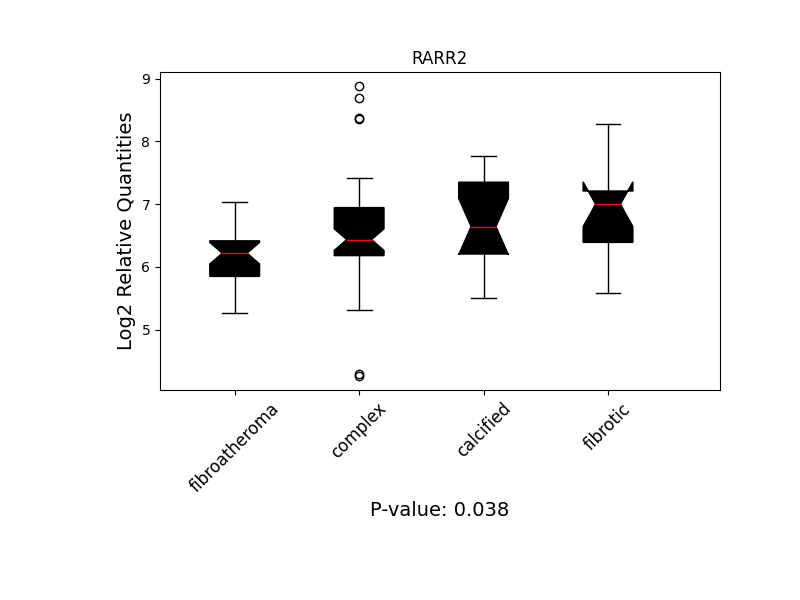 RARR2
Log2 Relative Quantities
9
8
7
6
5
fibroatheroma
complex
calcified
fibrotic
P-value: 0.038